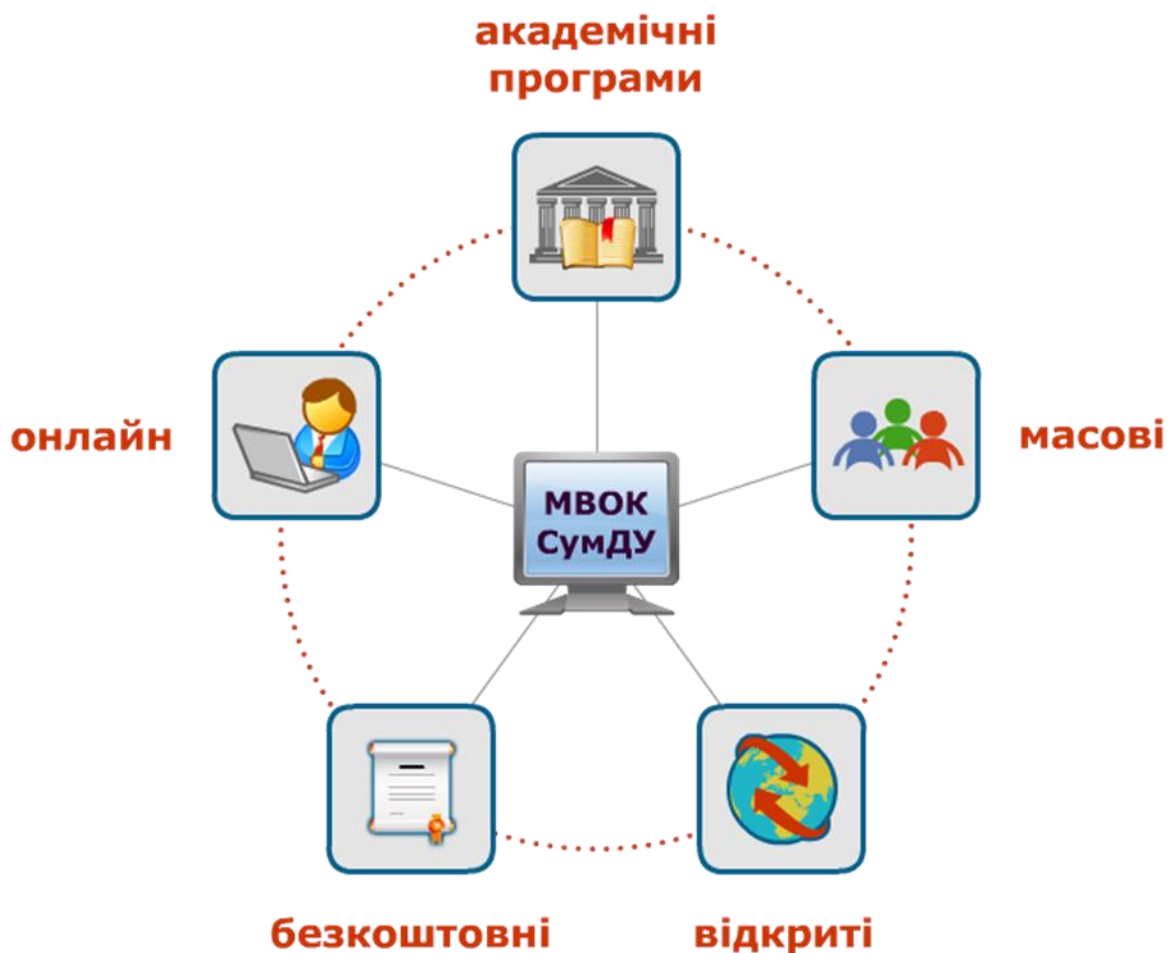 академічні
програми
онлайн
масові
МВОК
СумДУ
безкоштовні
відкриті